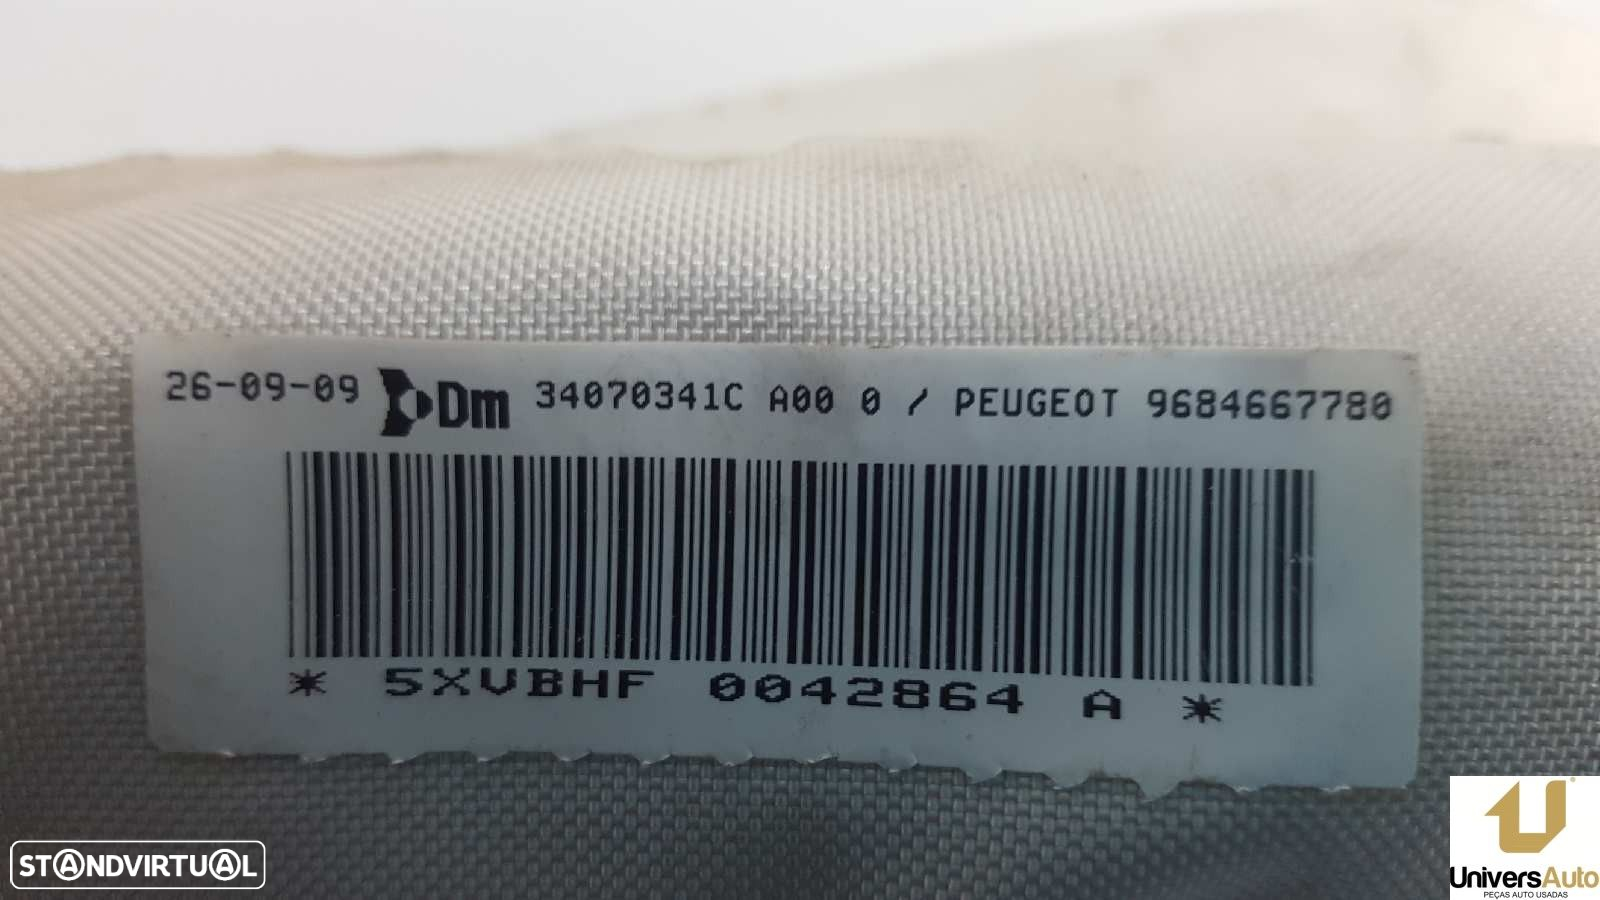 26-09-09 Dm 34070341C A00 0 / PEUGEOT 9684667780
* 5XVBHF 0042864 A *
STANDVIRTUAL
UniversAuto
PEÇAS AUTO USADAS